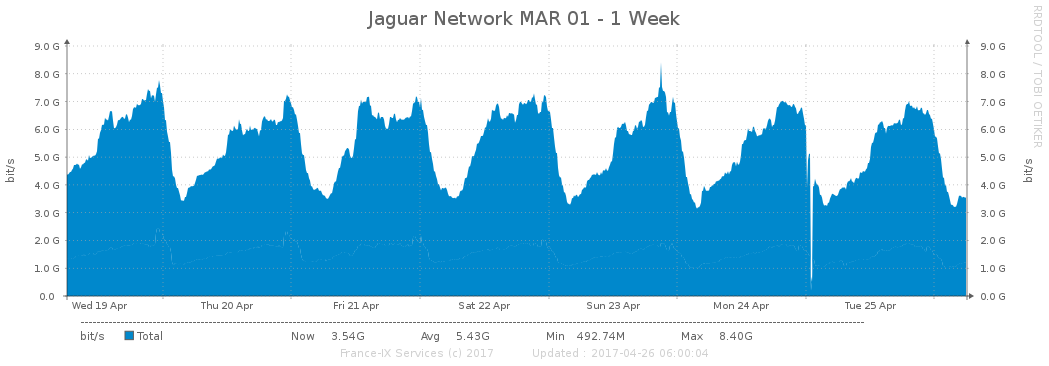 Jaguar Network MAR 01 - 1 Week
RRDTOOL / TOBI OETIKER
bit/s
9.0 G 9.0 G
8.0 G 8.0 G
7.0 G 7.0 G
6.0 G 6.0 G
5.0 G 5.0 G
4.0 G 4.0 G
3.0 G 3.0 G
2.0 G 2.0 G
1.0 G 1.0 G
0.0 0.0 G
bit/s
Wed 19 Apr Thu 20 Apr Fri 21 Apr Sat 22 Apr Sun 23 Apr Mon 24 Apr Tue 25 Apr
bit/s Total Now 3.54G Avg 5.43G Min 492.74M Max 8.40G
France-IX Services (c) 2017 Updated : 2017-04-26 06:00:04